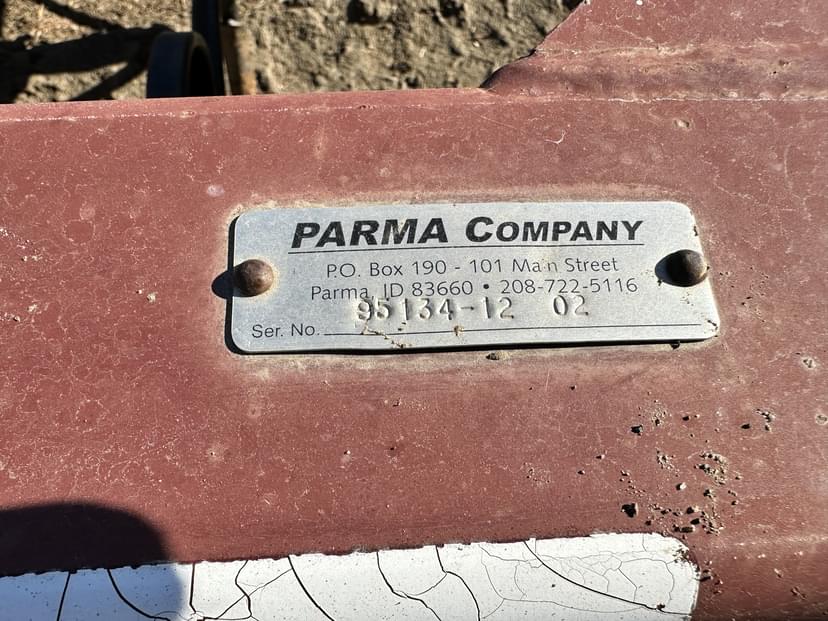 PARMA COMPANY
P.O. Box 190 - 101 Main Street
Parma, ID 83660 • 208-722-5116
95134-12 02
Ser. No.